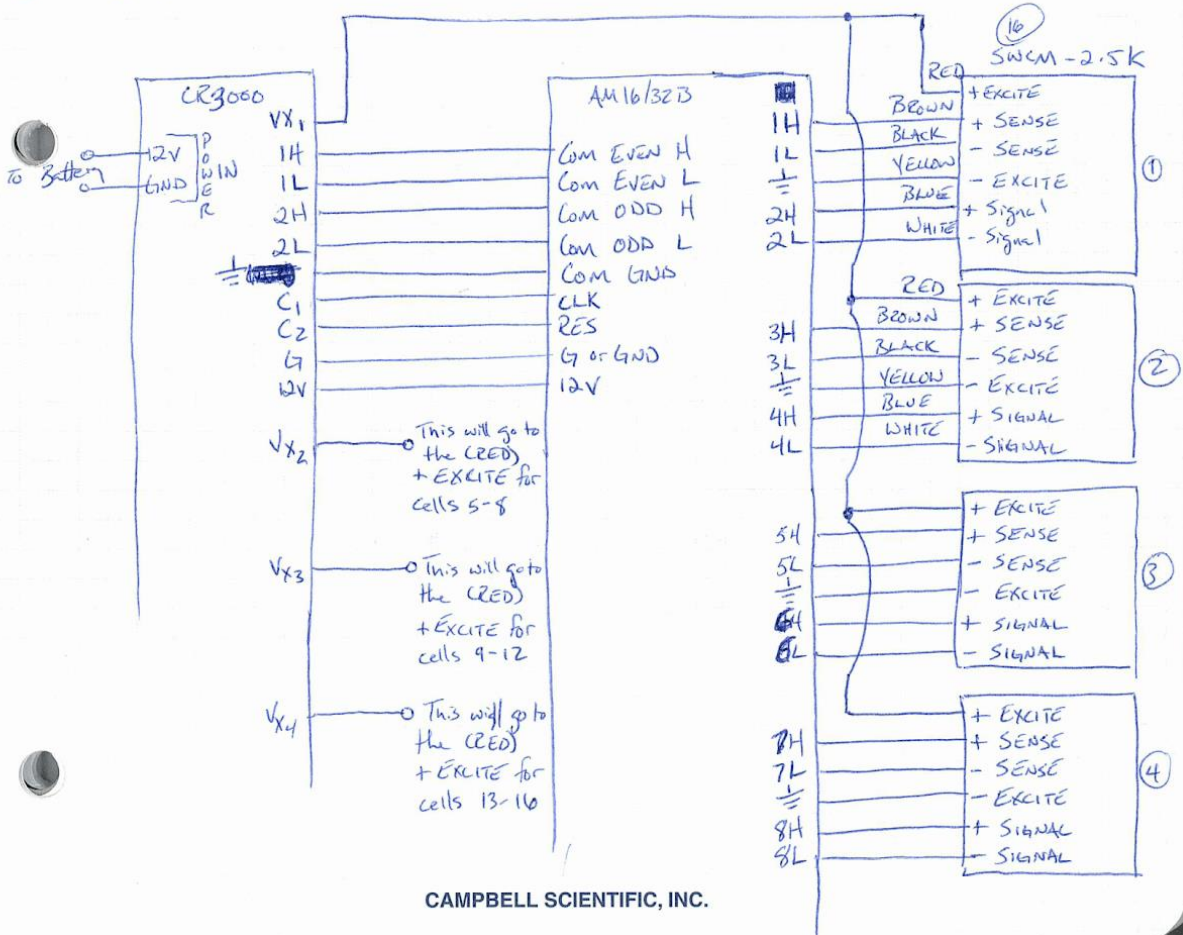 16
SWCM-2.5K
CR3000
12V
GND
POWER
IN
To Battery
VX1
1H
1L
2H
2L
C1
C2
G
12V
VX2
This will go to
the (RED)
+ EXCITE for
cells 5-8
VX3
This will go to
the (RED)
+ EXCITE for
cells 9-12
VX4
This will go to
the (RED)
+ EXCITE for
cells 13-16
AM16/32B
Com EVEN H
Com EVEN L
Com ODD H
Com ODD L
Com GND
CLK
RES
G or GND
12V
1H
1L
2H
2L
3H
3L
4H
4L
5H
5L
6H
6L
7H
7L
8H
8L
RED
BROWN
BLACK
YELLOW
BLUE
WHITE
+ EXCITE
+ SENSE
- SENSE
- EXCITE
+ Signal
- Signal
1
RED
BROWN
BLACK
YELLOW
BLUE
WHITE
+ EXCITE
+ SENSE
- SENSE
- EXCITE
+ SIGNAL
- SIGNAL
2
+ EXCITE
+ SENSE
- SENSE
- EXCITE
+ SIGNAL
- SIGNAL
3
+ EXCITE
+ SENSE
- SENSE
- EXCITE
+ SIGNAL
- SIGNAL
4
CAMPBELL SCIENTIFIC, INC.